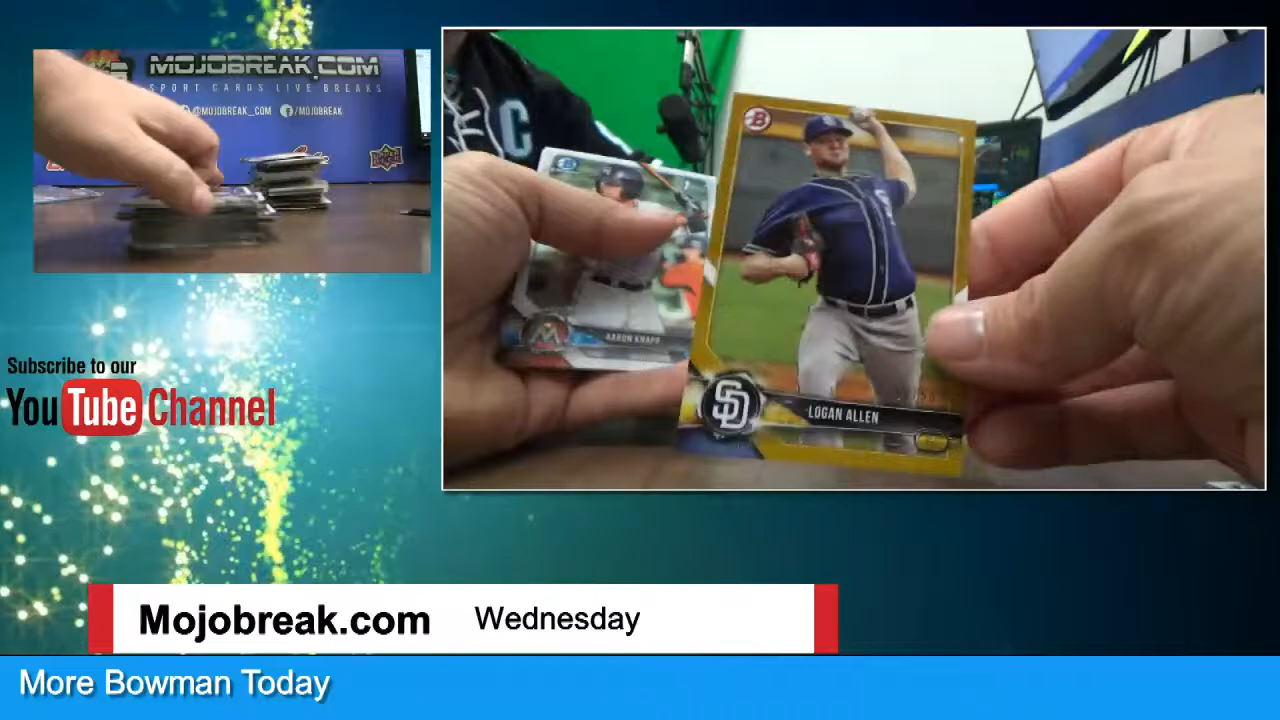 MOJOBREAK.COM
SPORT CARDS LIVE BREAKS
@MOJOBREAK_COM
/MOJOBREAK
C
B
AARON KNAPP
SD
LOGAN ALLEN
Subscribe to our
YouTube Channel
Mojobreak.com Wednesday
More Bowman Today